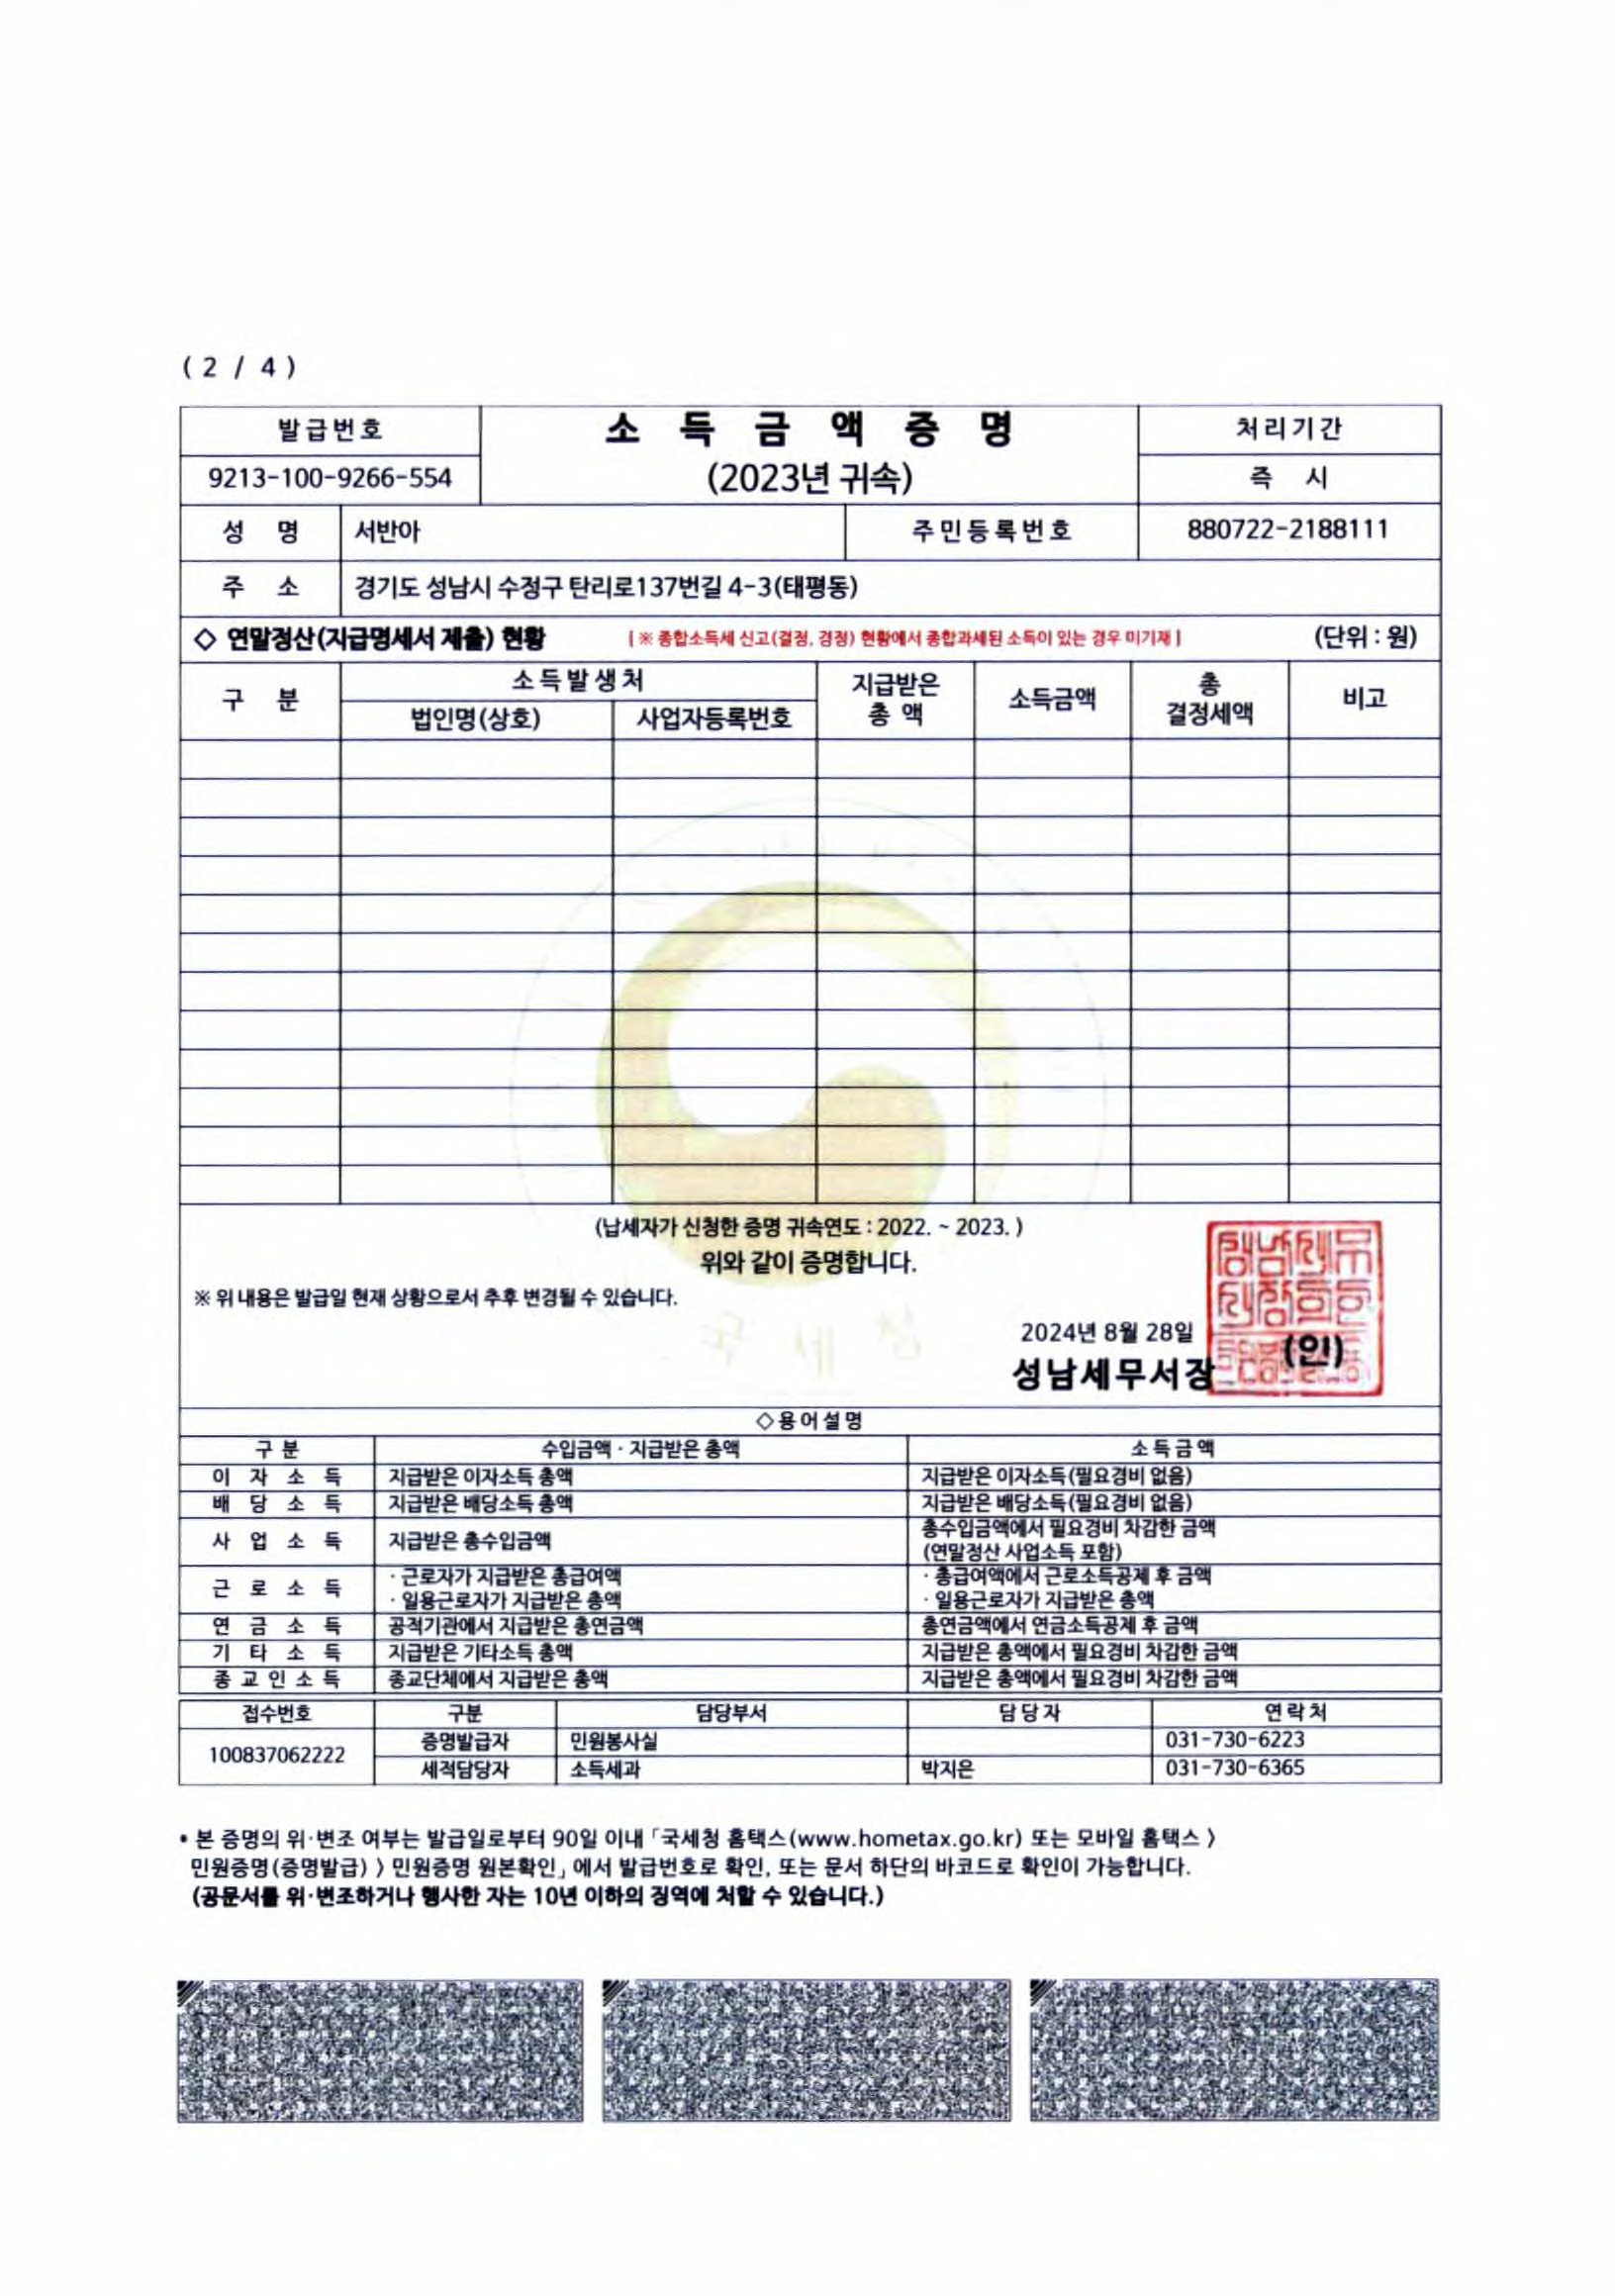 ( 2 / 4 )
발급번호
소 득 금 액 증 명
처리기간
9213-100-9266-554
(2023년 귀속)
즉 시
성 명 서반아 주민등록번호 880722-2188111
주 소 경기도 성남시 수정구 탄리로137번길 4-3(태평동)
◇ 연말정산(지급명세서 제출) 현황 [ ※ 종합소득세 신고(결정, 경정) 현황에서 종합과세된 소득이 있는 경우 미기재 ] (단위 : 원)
구 분
소득발생처
법인명(상호) 사업자등록번호
지급받은
총 액
소득금액
총
결정세액
비고
(납세자가 신청한 증명 귀속연도 : 2022. ~ 2023. )
위와 같이 증명합니다.
※ 위 내용은 발급일 현재 상황으로서 추후 변경될 수 있습니다.
국 세 청
2024년 8월 28일
성남세무서장 (인)
◇용어설명
구 분 수입금액 · 지급받은 총액 소득금액
이 자 소 득 지급받은 이자소득 총액 지급받은 이자소득(필요경비 없음)
배 당 소 득 지급받은 배당소득 총액 지급받은 배당소득(필요경비 없음)
사 업 소 득 지급받은 총수입금액 총수입금액에서 필요경비 차감한 금액
(연말정산 사업소득 포함)
근 로 소 득 · 근로자가 지급받은 총급여액 · 총급여액에서 근로소득공제 후 금액
· 일용근로자가 지급받은 총액 · 일용근로자가 지급받은 총액
연 금 소 득 공적기관에서 지급받은 총연금액 총연금액에서 연금소득공제 후 금액
기 타 소 득 지급받은 기타소득 총액 지급받은 총액에서 필요경비 차감한 금액
종 교 인 소 득 종교단체에서 지급받은 총액 지급받은 총액에서 필요경비 차감한 금액
접수번호 구분 담당부서 담당자 연락처
100837062222
증명발급자 민원봉사실 031-730-6223
세적담당자 소득세과 박지은 031-730-6365
• 본 증명의 위·변조 여부는 발급일로부터 90일 이내「국세청 홈택스(www.hometax.go.kr) 또는 모바일 홈택스 〉
민원증명(증명발급) 〉 민원증명 원본확인」에서 발급번호로 확인, 또는 문서 하단의 바코드로 확인이 가능합니다.
(공문서를 위·변조하거나 행사한 자는 10년 이하의 징역에 처할 수 있습니다.)